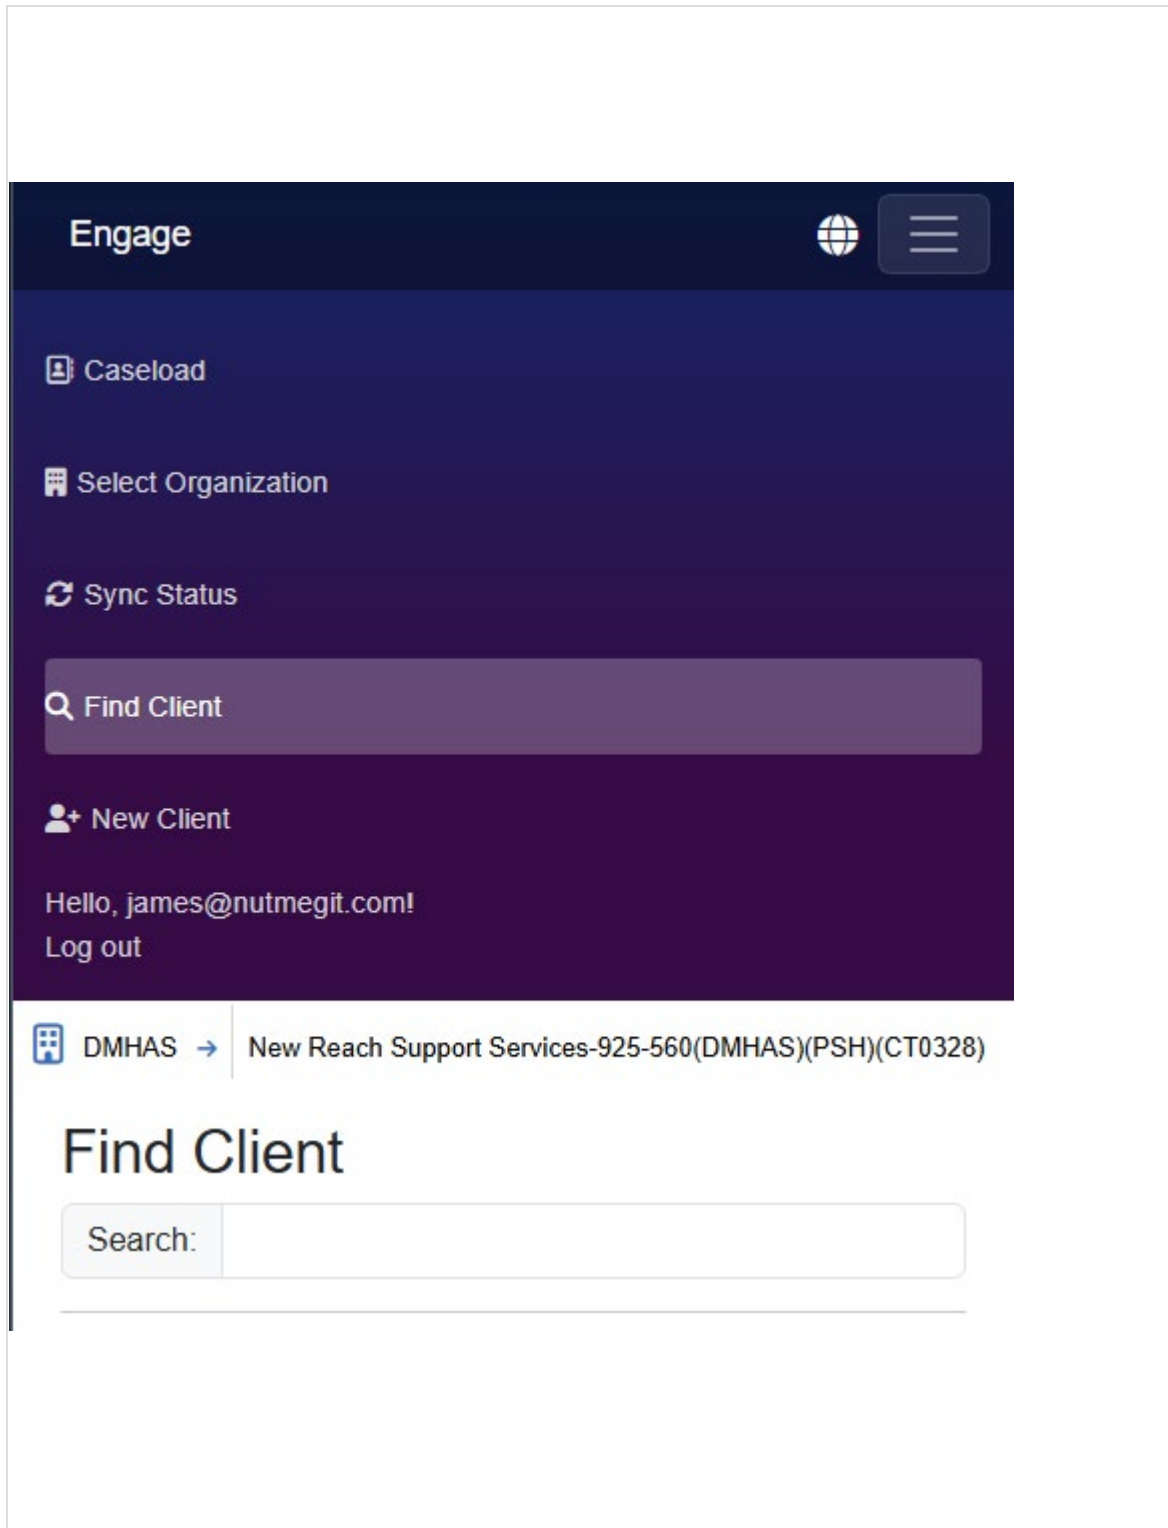 Engage
Caseload
Select Organization
Sync Status
Find Client
New Client
Hello, james@nutmegit.com!
Log out
DMHAS → New Reach Support Services-925-560(DMHAS)(PSH)(CT0328)
Find Client
Search: